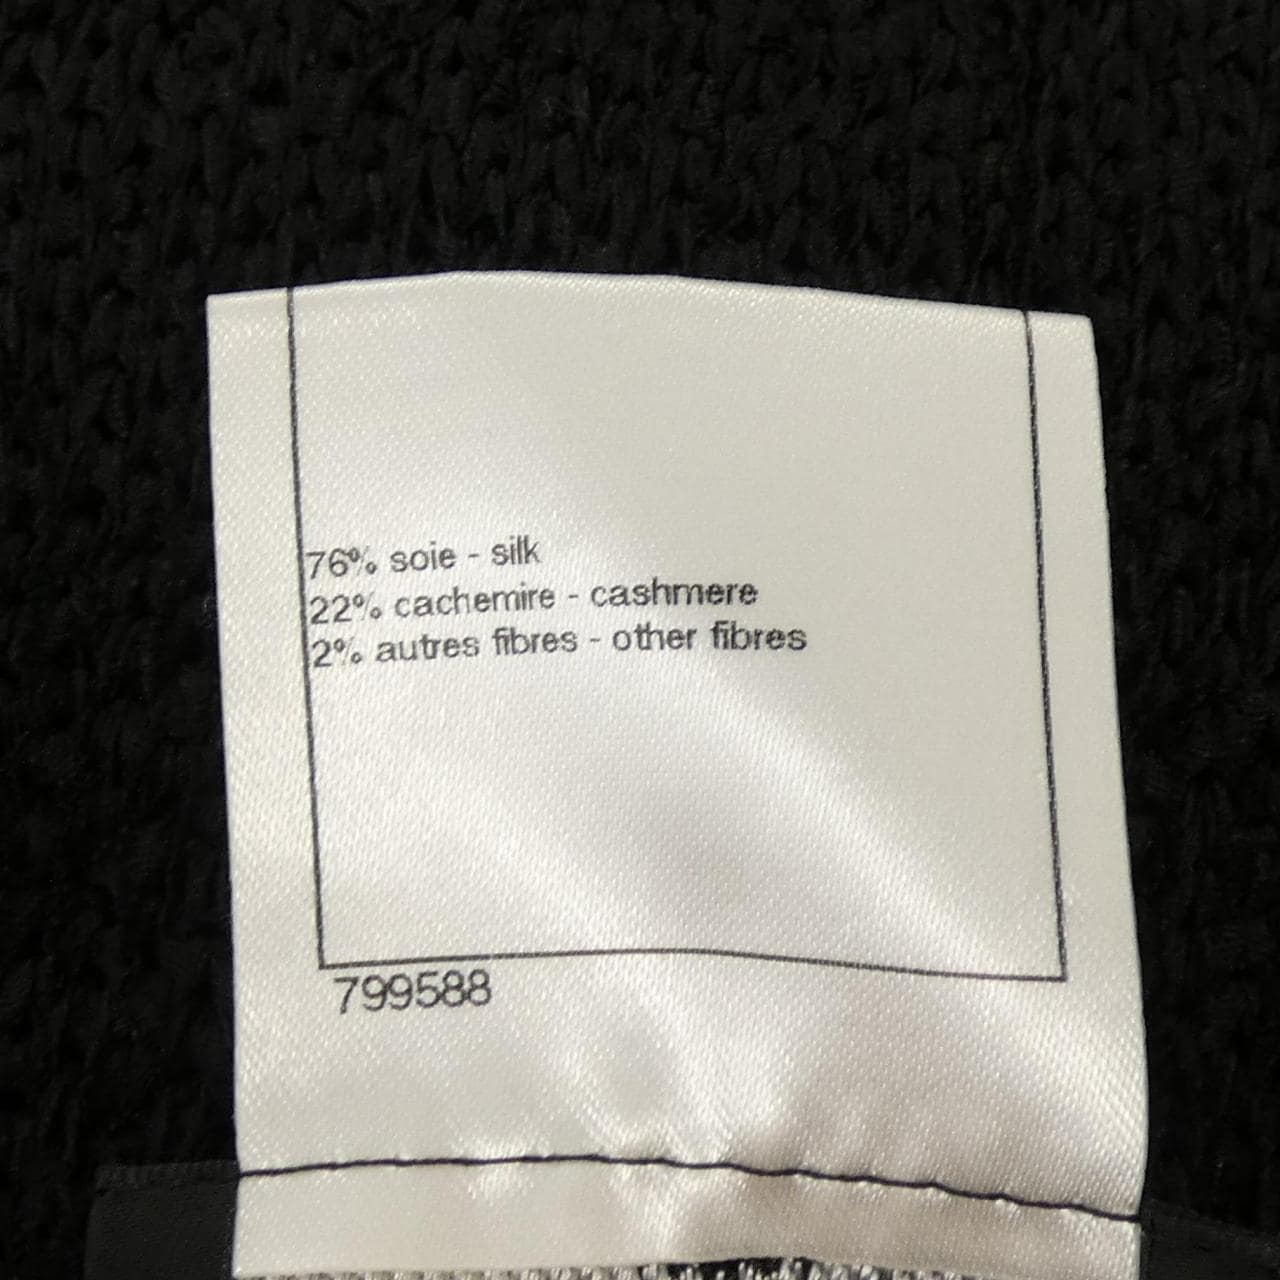 76% soie - silk
22% cachemire - cashmere
2% autres fibres - other fibres
799588